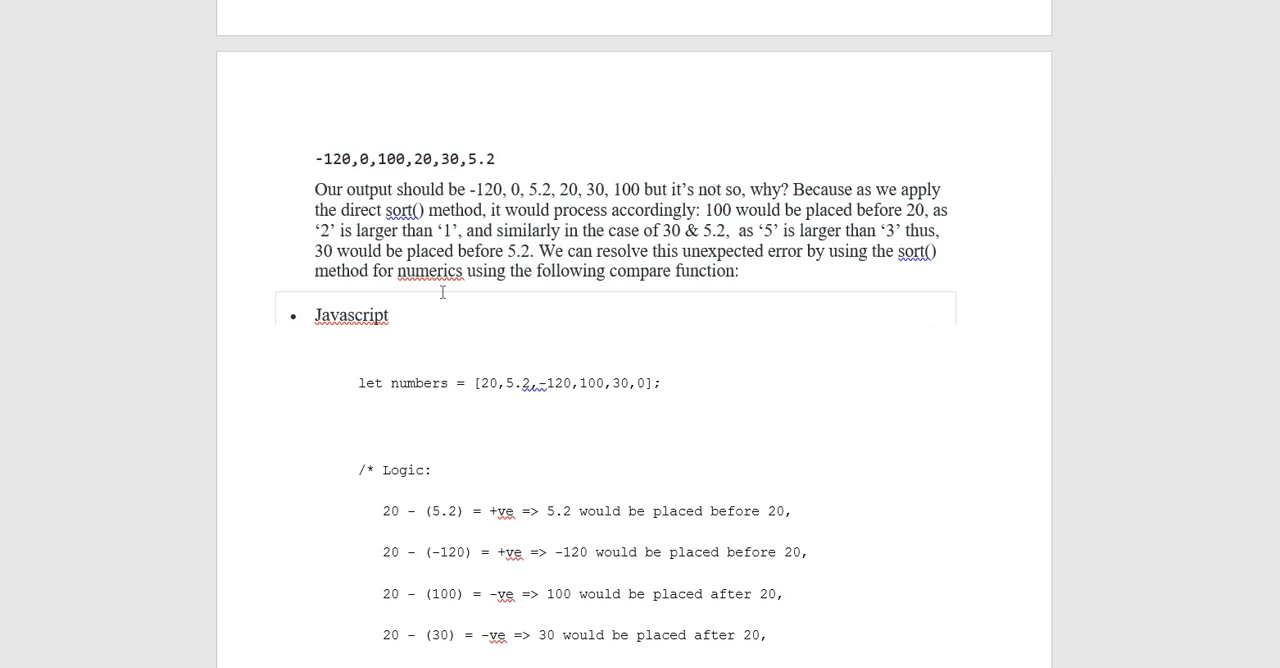 -120,0,100,20,30,5.2
Our output should be -120, 0, 5.2, 20, 30, 100 but it’s not so, why? Because as we apply
the direct sort() method, it would process accordingly: 100 would be placed before 20, as
‘2’ is larger than ‘1’, and similarly in the case of 30 & 5.2,  as ‘5’ is larger than ‘3’ thus,
30 would be placed before 5.2. We can resolve this unexpected error by using the sort()
method for numerics using the following compare function:
• Javascript
let numbers = [20,5.2,-120,100,30,0];
/* Logic:
20 - (5.2) = +ve => 5.2 would be placed before 20,
20 - (-120) = +ve => -120 would be placed before 20,
20 - (100) = -ve => 100 would be placed after 20,
20 - (30) = -ve => 30 would be placed after 20,